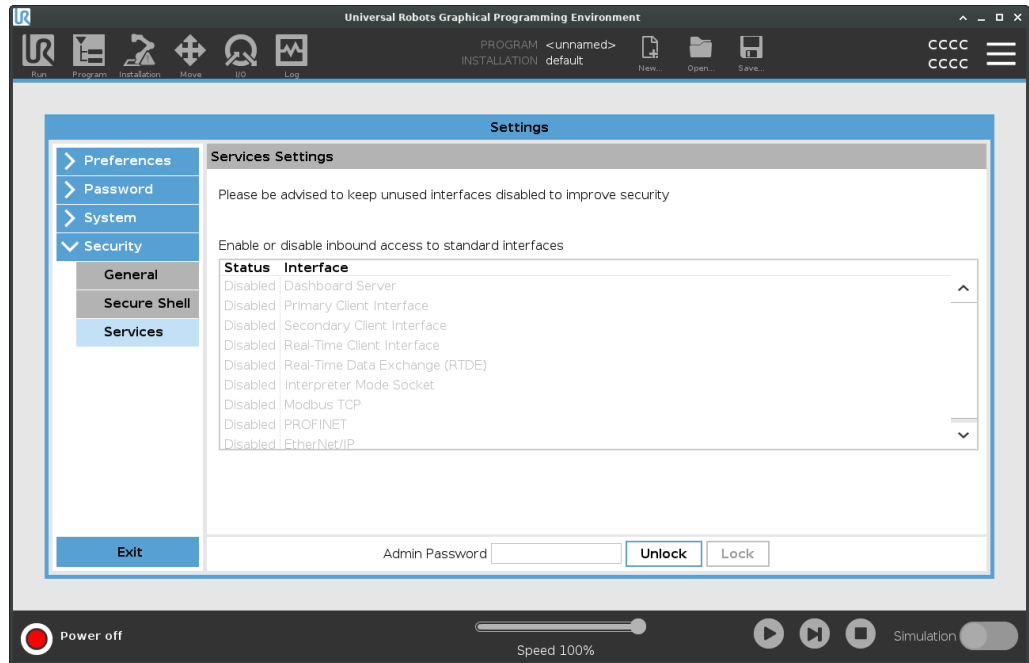 Universal Robots Graphical Programming Environment
UR
Run
Program
Installation
Move
I/O
Log
PROGRAM <unnamed>
INSTALLATION default
New...
Open...
Save...
CCCC
CCCC
Settings
Preferences
Password
System
Security
General
Secure Shell
Services
Exit
Services Settings
Please be advised to keep unused interfaces disabled to improve security
Enable or disable inbound access to standard interfaces
Status Interface
Disabled Dashboard Server
Disabled Primary Client Interface
Disabled Secondary Client Interface
Disabled Real-Time Client Interface
Disabled Real-Time Data Exchange (RTDE)
Disabled Interpreter Mode Socket
Disabled Modbus TCP
Disabled PROFINET
Disabled EtherNet/IP
Admin Password Unlock Lock
Power off
Speed 100%
Simulation